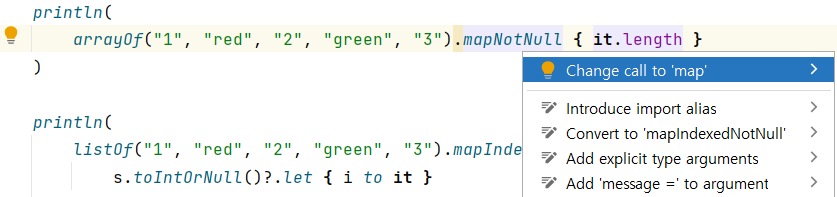 println(
arrayOf("1", "red", "2", "green", "3").mapNotNull { it.length }
)
Change call to 'map'
Introduce import alias
println(
Convert to 'mapIndexedNotNull'
listOf("1", "red", "2", "green", "3").mapInde
Add explicit type arguments
s.toIntOrNull()?.let { i to it }
Add 'message =' to argument